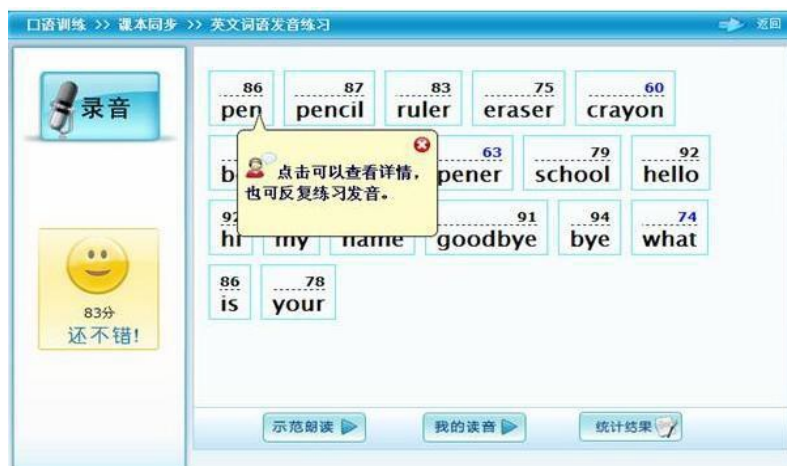 口语训练 >> 课本同步 >> 英文词语发音练习
返回
录音
86 87 83 75 60
pen pencil ruler eraser crayon
63 79 92
pener school hello
点击可以查看详情，
也可反复练习发音。
92 91 94 74
hi my name goodbye bye what
86 78
is your
83分
还不错!
示范朗读
我的读音
统计结果